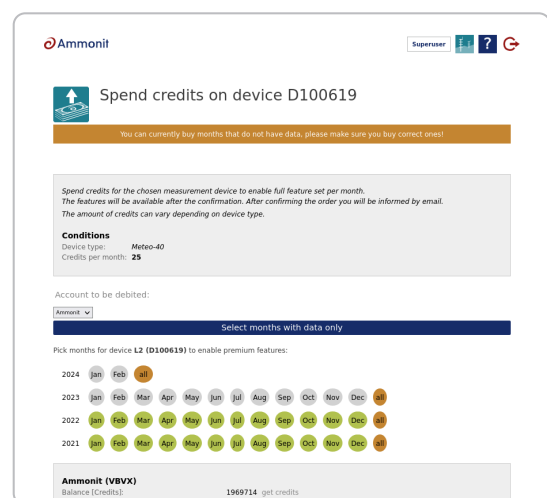 Ammonit
Superuser ?
Spend credits on device D100619
You can currently buy months that do not have data, please make sure you buy correct ones!
Spend credits for the chosen measurement device to enable full feature set per month.
The features will be available after the confirmation. After confirming the order you will be informed by email.
The amount of credits can vary depending on device type.
Conditions
Device type: Meteo-40
Credits per month: 25
Account to be debited:
Ammonit
Select months with data only
Pick months for device L2 (D100619) to enable premium features:
2024 Jan Feb all
2023 Jan Feb Mar Apr May Jun Jul Aug Sep Oct Nov Dec all
2022 Jan Feb Mar Apr May Jun Jul Aug Sep Oct Nov Dec all
2021 Jan Feb Mar Apr May Jun Jul Aug Sep Oct Nov Dec all
Ammonit (VBVX)
Balance [Credits]: 1969714 get credits